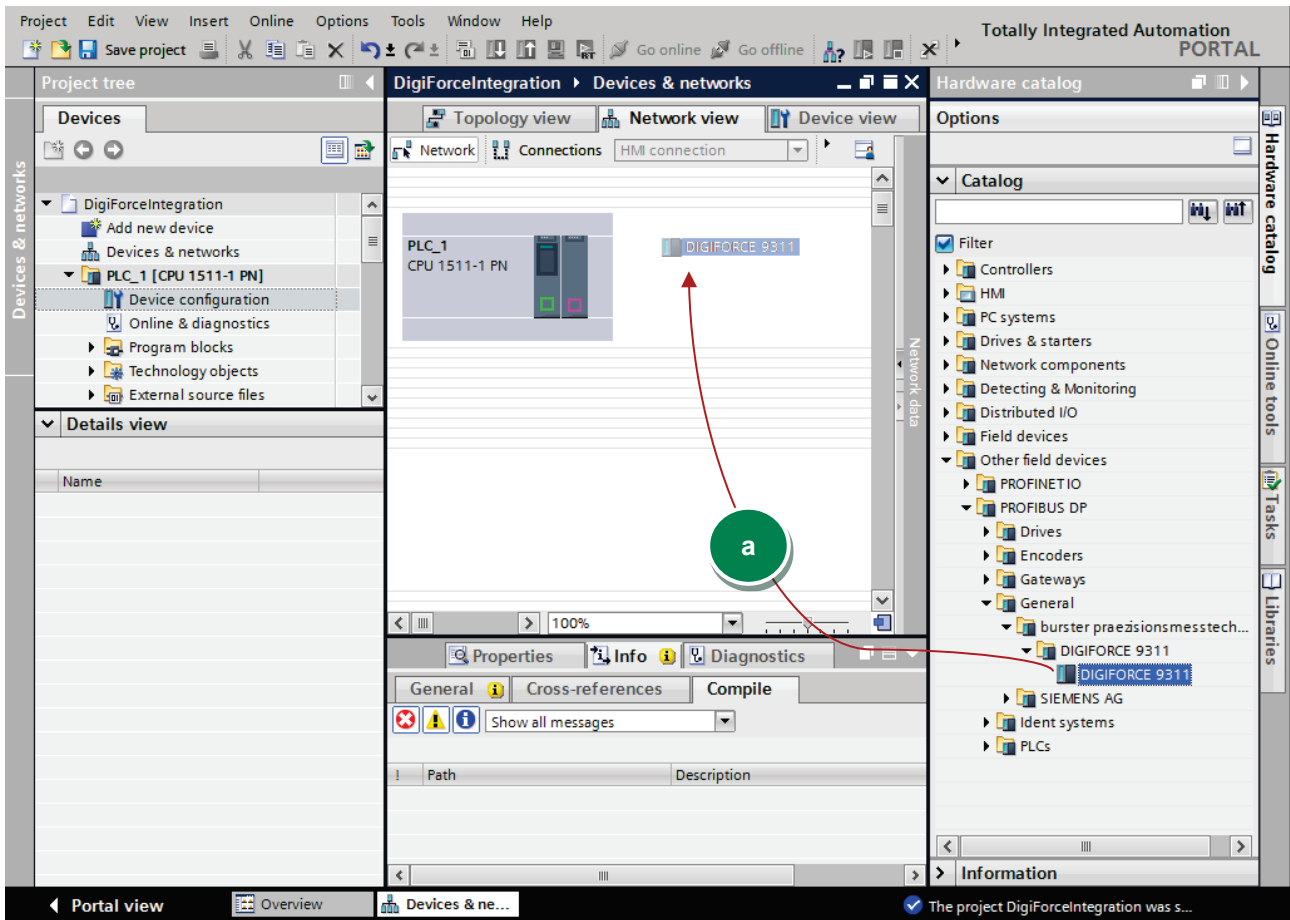 Project Edit View Insert Online Options Tools Window Help
Totally Integrated Automation
PORTAL
Save project
Go online
Go offline
Devices & networks
Project tree
Devices
DigiForceIntegration
Add new device
Devices & networks
PLC_1 [CPU 1511-1 PN]
Device configuration
Online & diagnostics
Program blocks
Technology objects
External source files
Details view
Name
DigiForceIntegration Devices & networks
Topology view Network view Device view
Network Connections HMI connection
PLC_1
CPU 1511-1 PN
DIGIFORCE 9311
a
Network data
100%
Properties Info Diagnostics
General Cross-references Compile
Show all messages
! Path Description
Hardware catalog
Options
Catalog
Filter
Controllers
HMI
PC systems
Drives & starters
Network components
Detecting & Monitoring
Distributed I/O
Field devices
Other field devices
PROFINET IO
PROFIBUS DP
Drives
Encoders
Gateways
General
burster praezisionsmesstech...
DIGIFORCE 9311
DIGIFORCE 9311
SIEMENS AG
Ident systems
PLCs
Information
Hardware catalog
Online tools
Tasks
Libraries
Portal view
Overview
Devices & ne...
The project DigiForceIntegration was s...